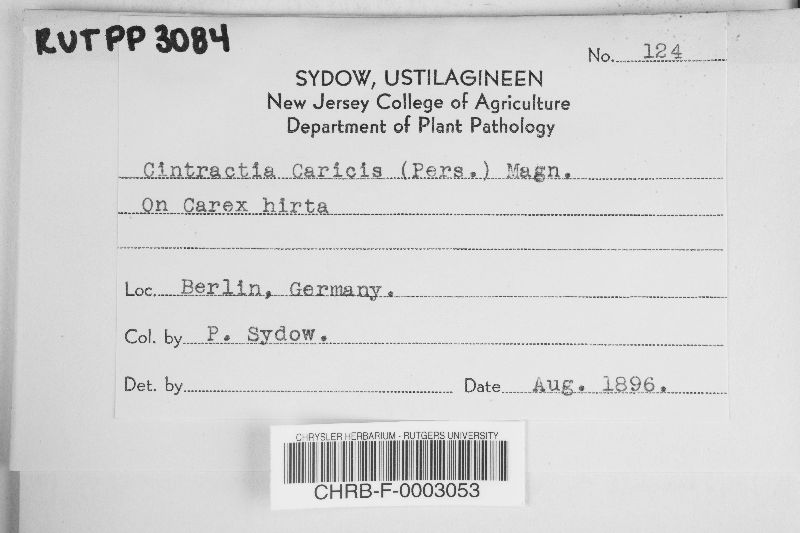 RUTPP 3084
No. 124
SYDOW, USTILAGINEEN
New Jersey College of Agriculture
Department of Plant Pathology
Cintractia Caricis (Pers.) Magn.
On Carex hirta
Loc. Berlin, Germany.
Col. by P. Sydow.
Det. by Date Aug. 1896.
CHRYSLER HERBARIUM - RUTGERS UNIVERSITY
CHRB-F-0003053